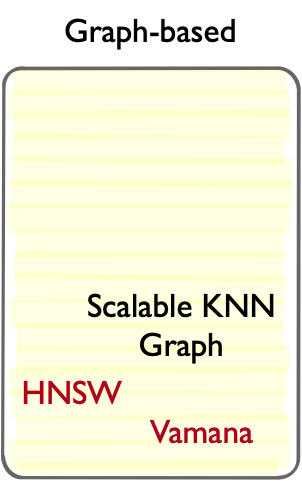 Graph-based
Scalable KNN
Graph
HNSW
Vamana